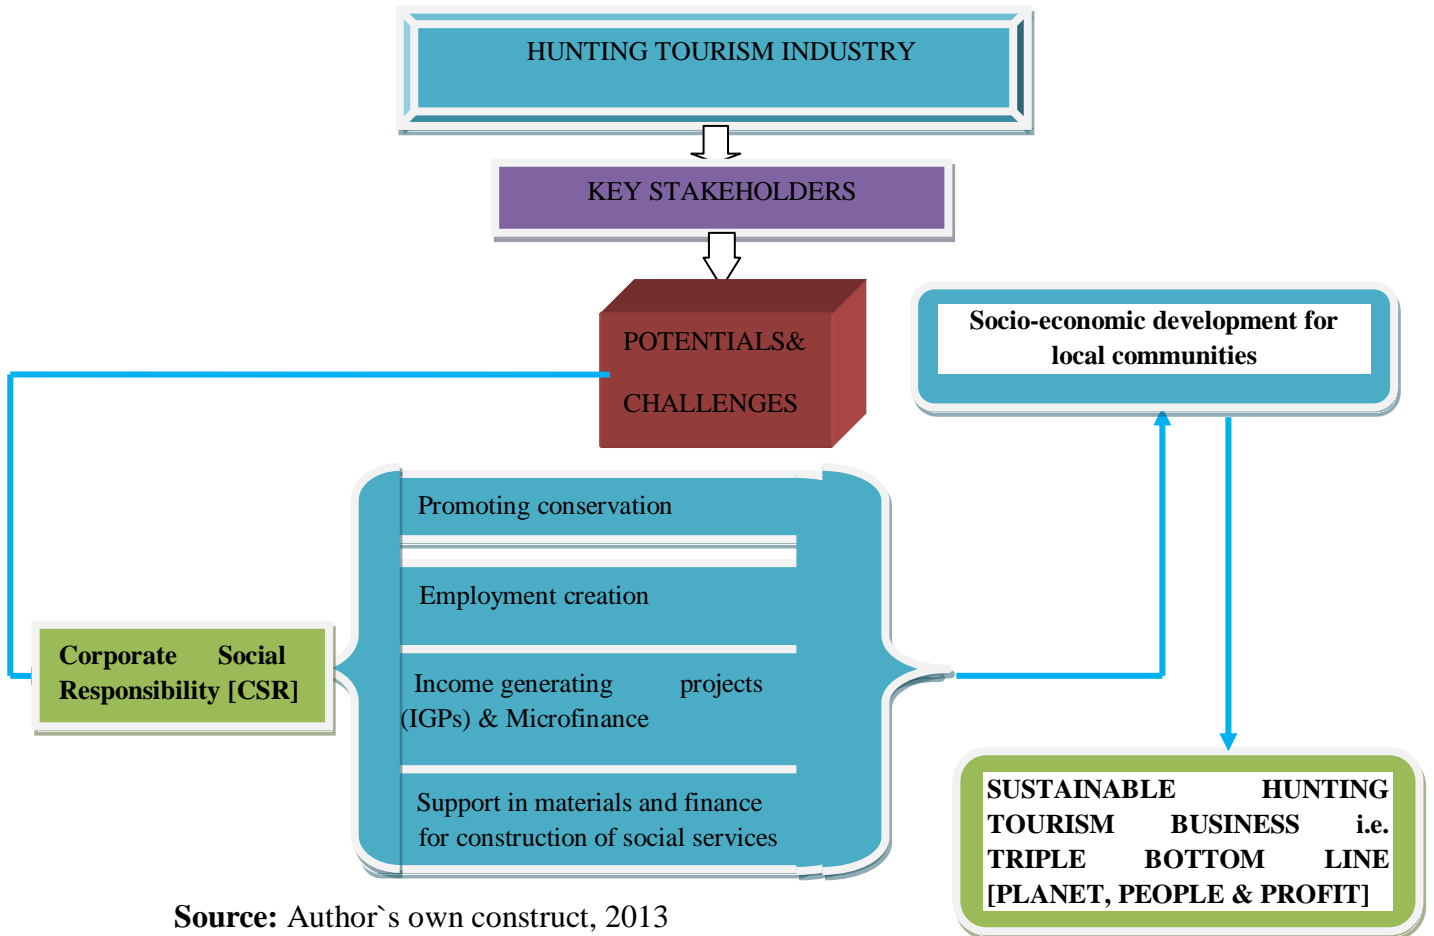 HUNTING TOURISM INDUSTRY
KEY STAKEHOLDERS
POTENTIALS&
CHALLENGES
Socio-economic development for
local communities
Promoting conservation
Employment creation
Corporate Social
Responsibility [CSR]
Income generating projects
(IGPs) & Microfinance
Support in materials and finance
for construction of social services
SUSTAINABLE HUNTING
TOURISM BUSINESS i.e.
TRIPLE BOTTOM LINE
[PLANET, PEOPLE & PROFIT]
Source: Author`s own construct, 2013